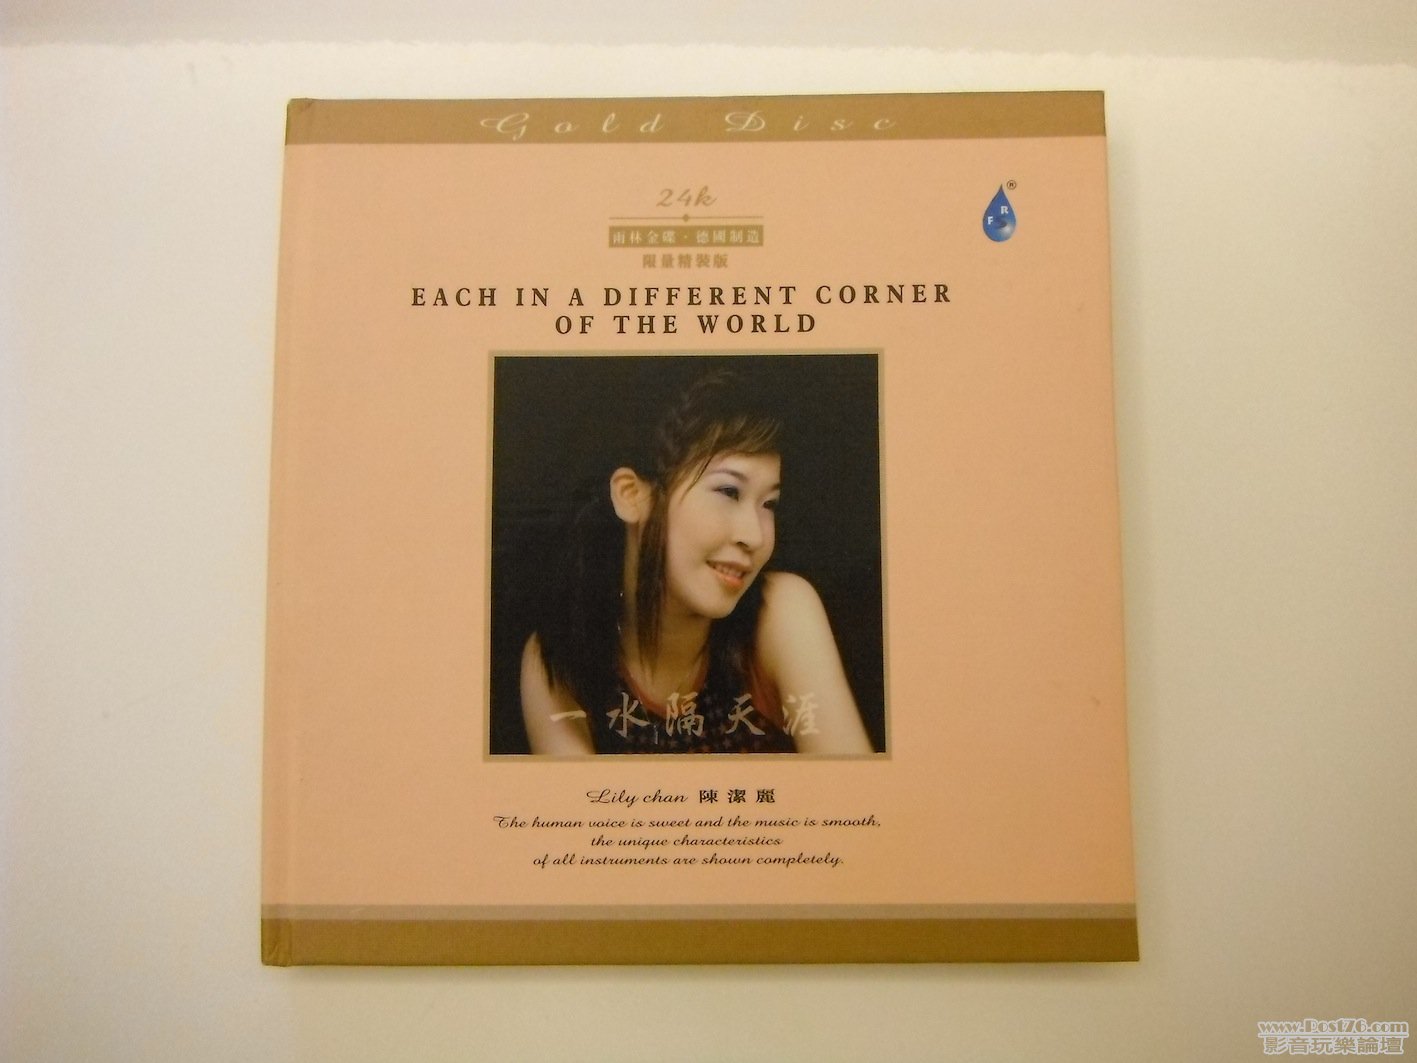 Gold Disc
24k
®
R
F S
雨林金碟·德國制造
限量精裝版
EACH IN A DIFFERENT CORNER
OF THE WORLD
一水隔天涯
Lily chan 陳潔麗
The human voice is sweet and the music is smooth,
the unique characteristics
of all instruments are shown completely.
www.Post76.com
影音玩樂論壇